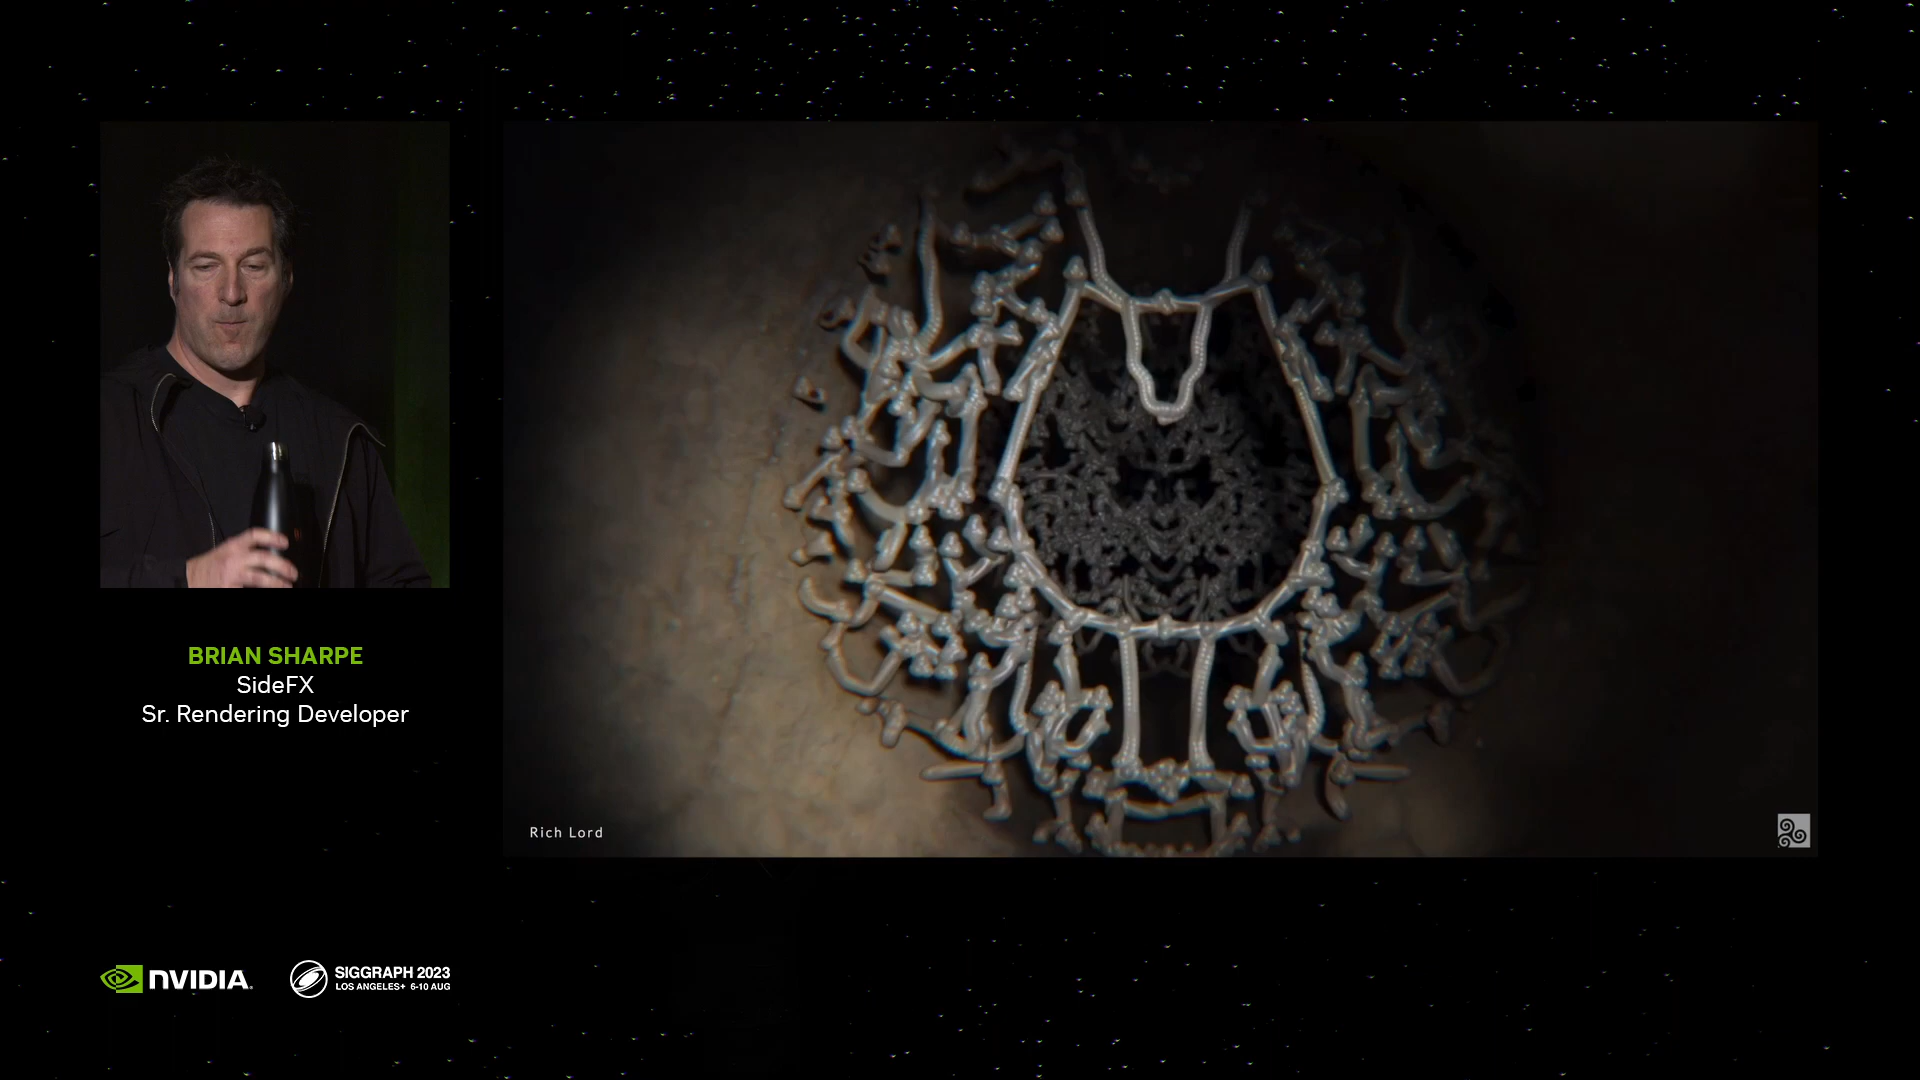 BRIAN SHARPE
SideFX
Sr. Rendering Developer
Rich Lord
NVIDIA.
SIGGRAPH 2023
LOS ANGELES+ 6-10 AUG